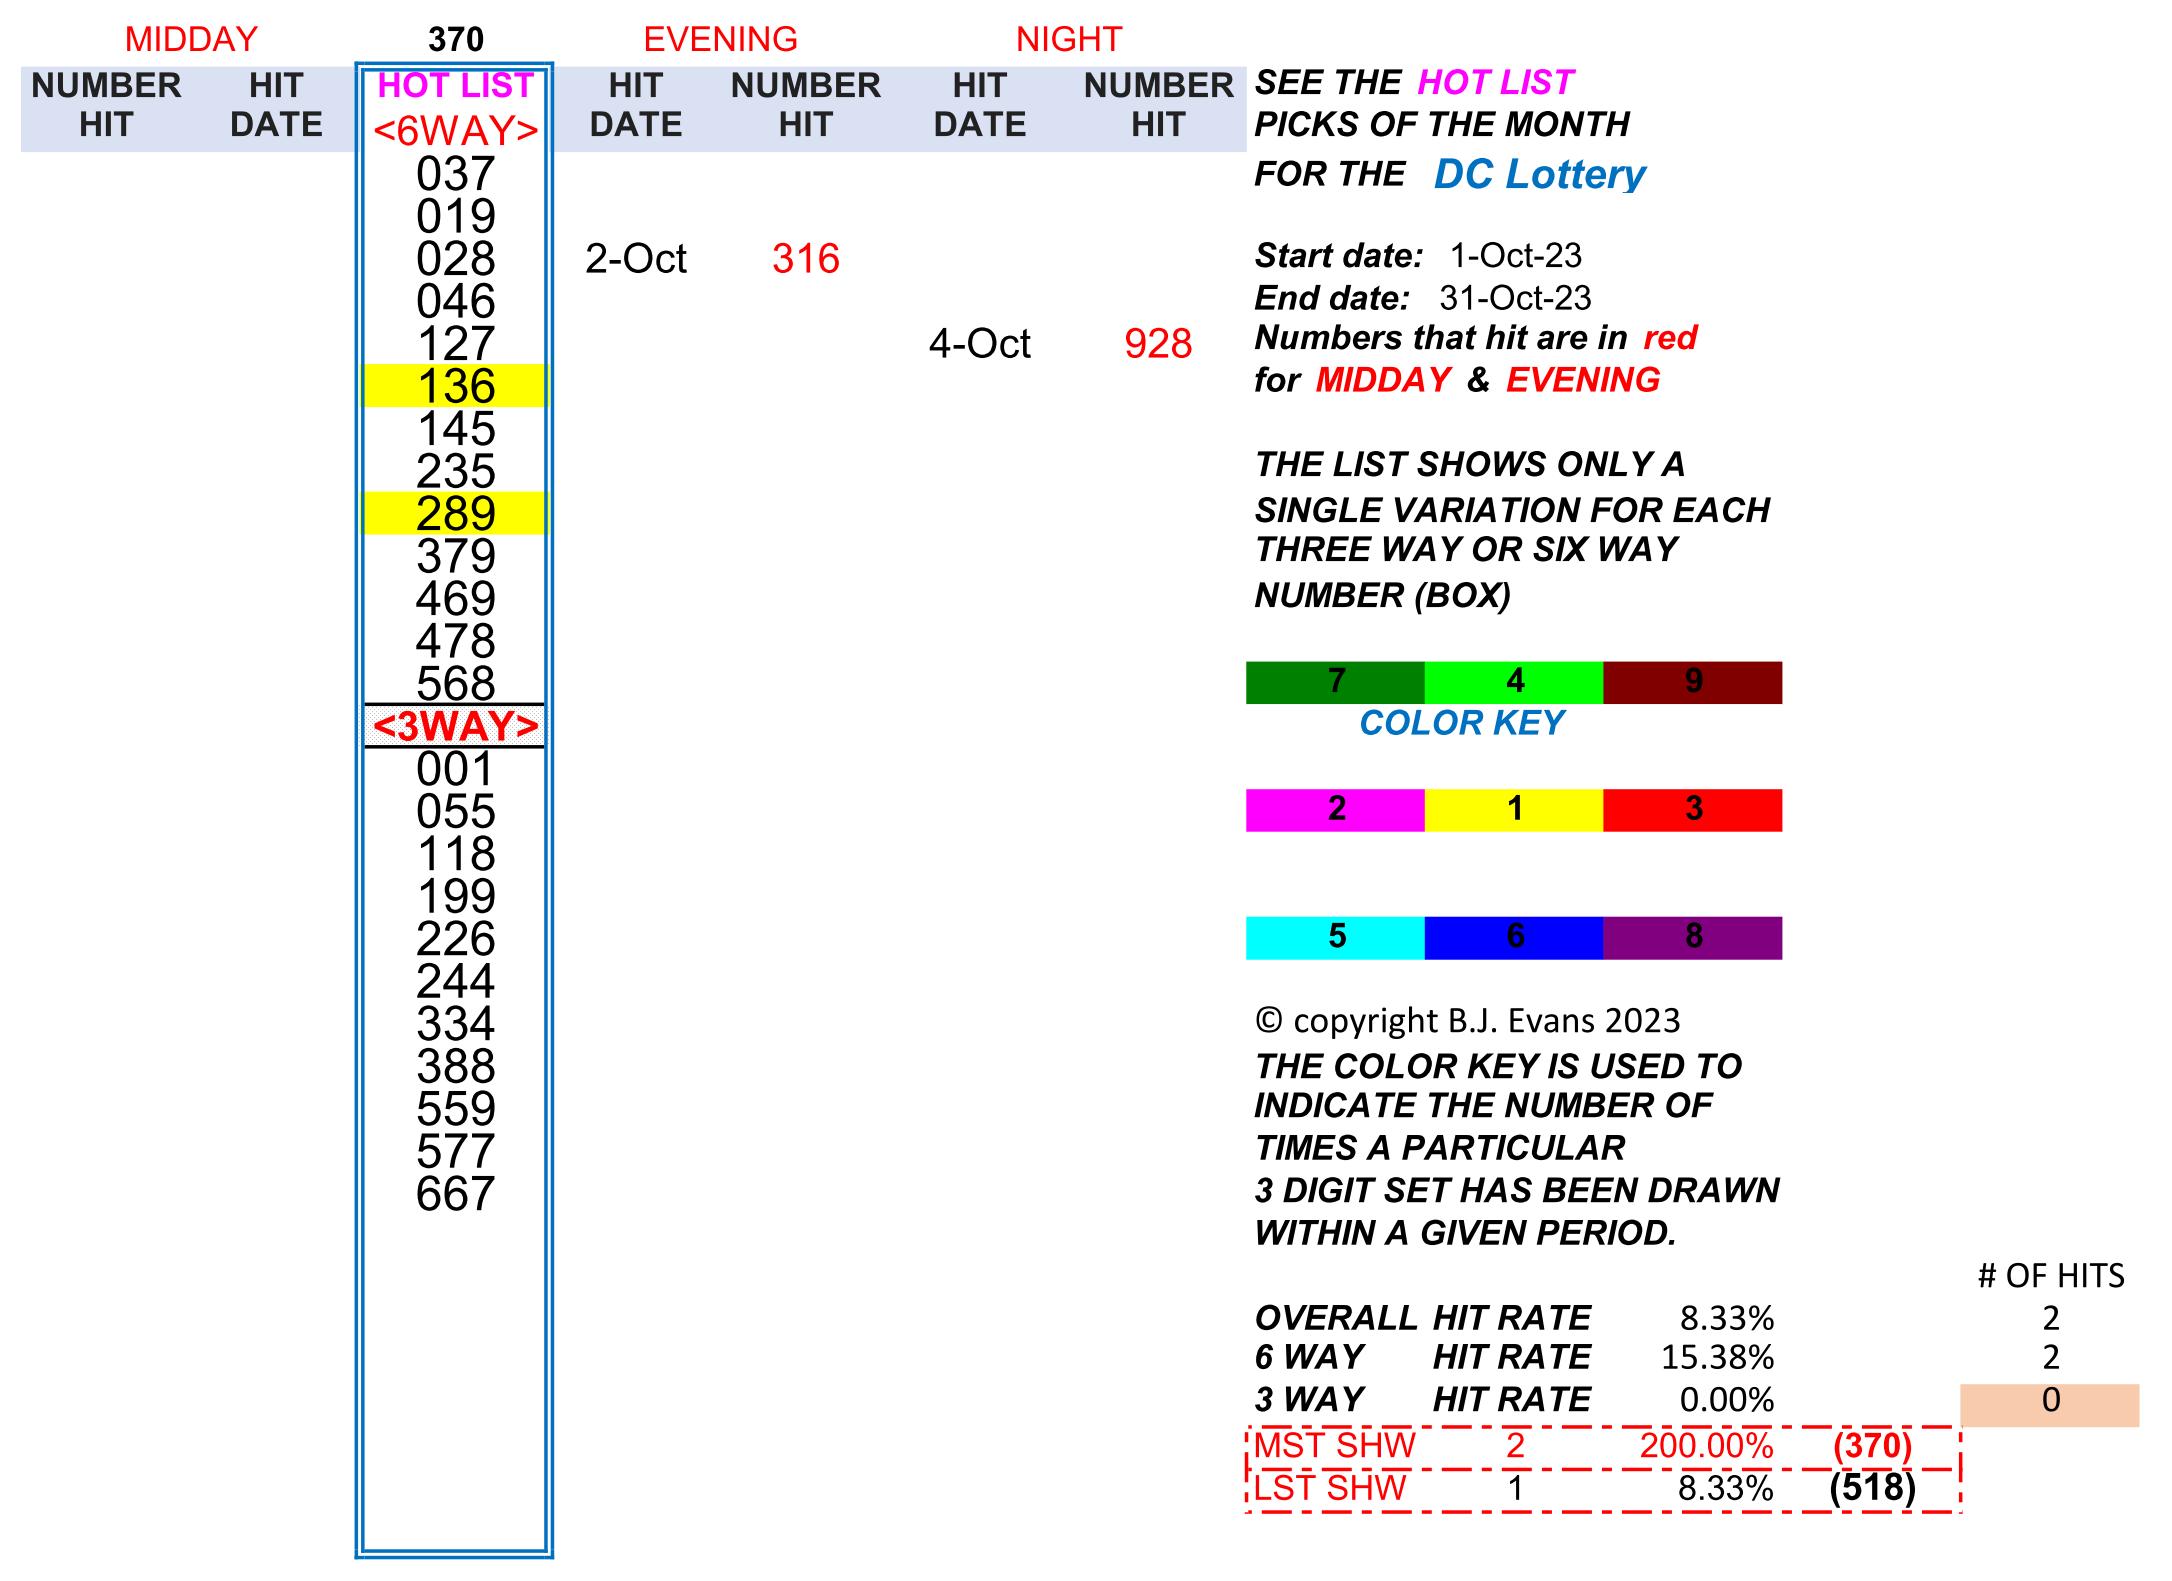 MIDDAY 370 EVENING NIGHT
NUMBER HIT HOT LIST HIT NUMBER HIT NUMBER
HIT DATE <6WAY> DATE HIT DATE HIT
037
019
028 2-Oct 316
046
127 4-Oct 928
136
145
235
289
379
469
478
568
<3WAY>
001
055
118
199
226
244
334
388
559
577
667
SEE THE HOT LIST
PICKS OF THE MONTH
FOR THE DC Lottery
Start date: 1-Oct-23
End date: 31-Oct-23
Numbers that hit are in red
for MIDDAY & EVENING
THE LIST SHOWS ONLY A
SINGLE VARIATION FOR EACH
THREE WAY OR SIX WAY
NUMBER (BOX)
7 4 9
COLOR KEY
2 1 3
5 6 8
© copyright B.J. Evans 2023
THE COLOR KEY IS USED TO
INDICATE THE NUMBER OF
TIMES A PARTICULAR
3 DIGIT SET HAS BEEN DRAWN
WITHIN A GIVEN PERIOD.
# OF HITS
OVERALL HIT RATE 8.33% 2
6 WAY HIT RATE 15.38% 2
3 WAY HIT RATE 0.00% 0
MST SHW 2 200.00% (370)
LST SHW 1 8.33% (518)